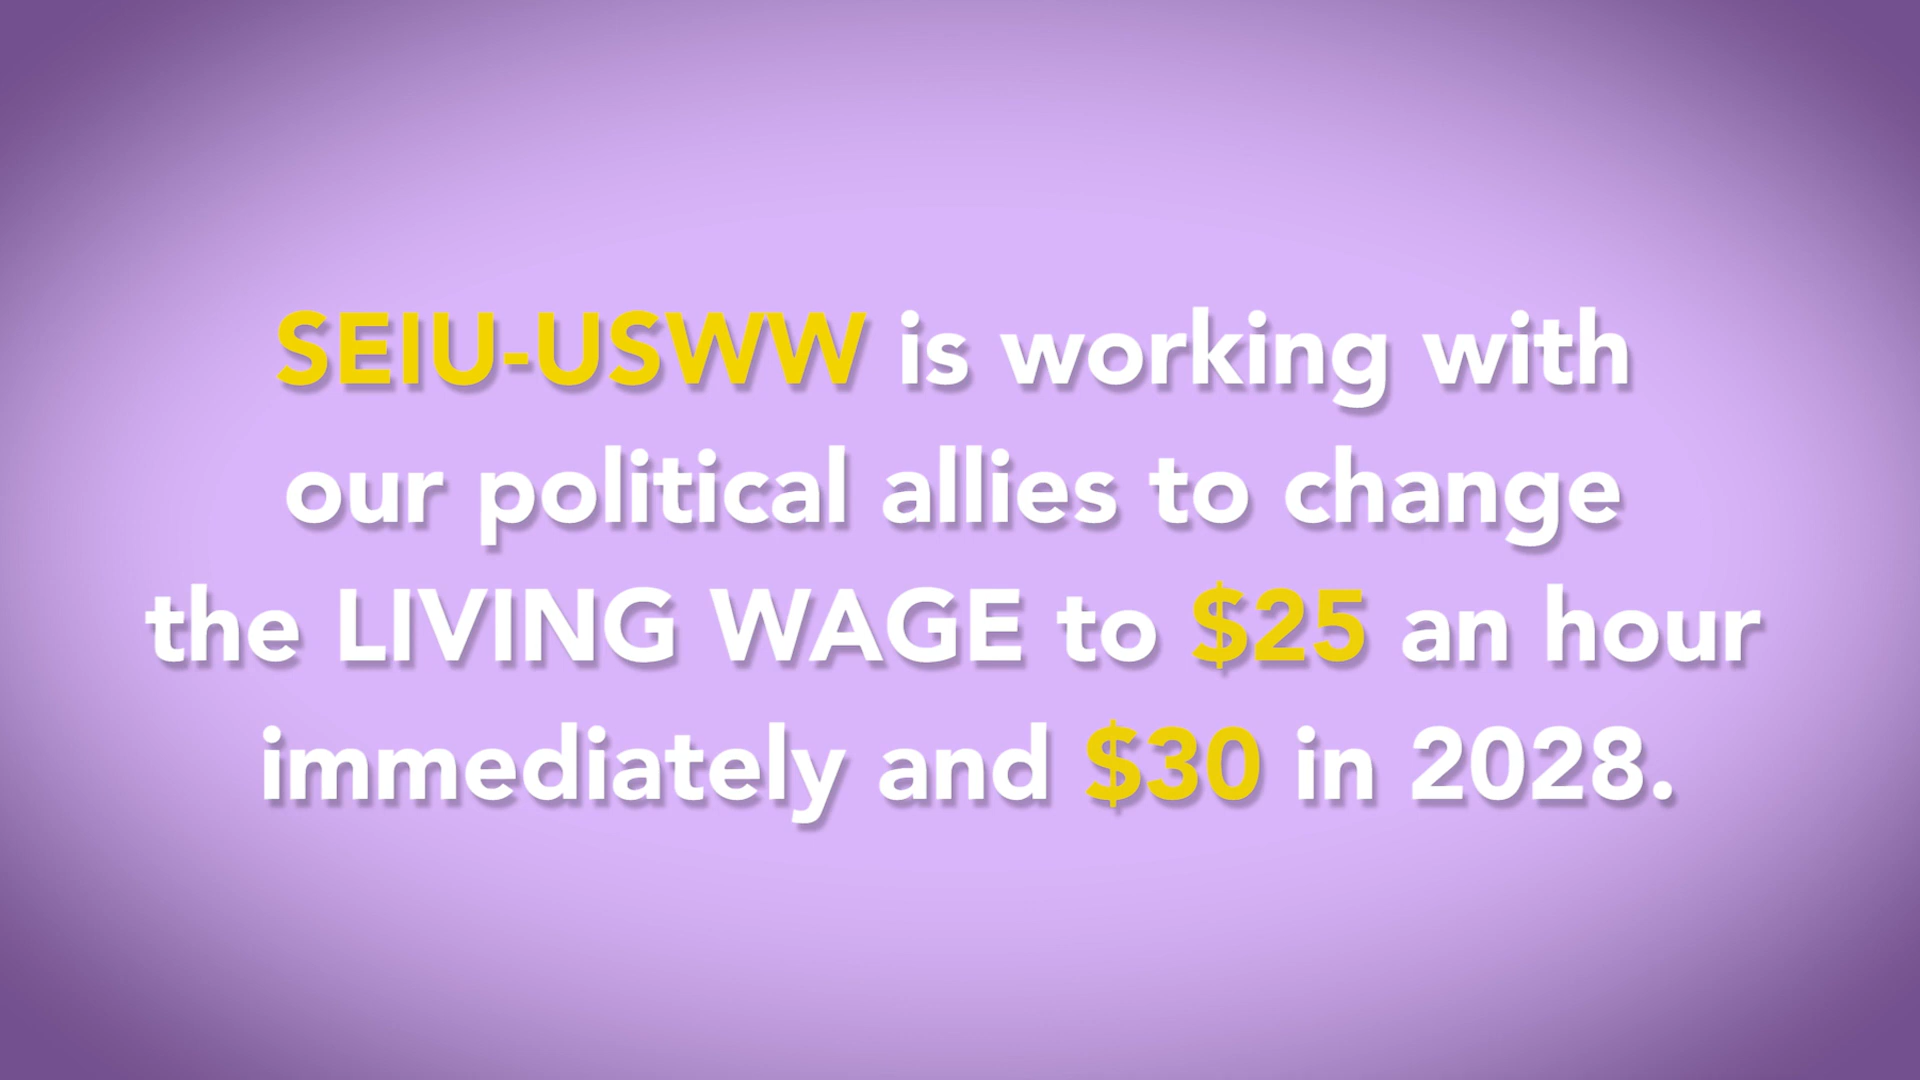 SEIU-USWW is working with
our political allies to change
the LIVING WAGE to $25 an hour
immediately and $30 in 2028.